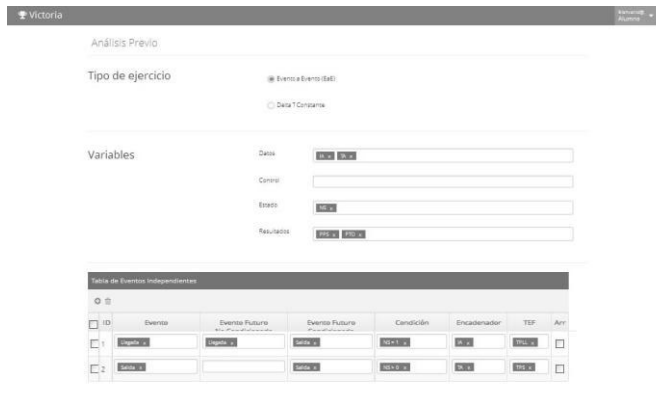 Victoria
Alumno
Análisis Previo
Tipo de ejercicio
Evento a Evento (EaE)
Delta T Constante
Variables
Datos
IA x TA x
Control
Estado
NS x
Resultados
PPS x PTO x
Tabla de Eventos Independientes
ID Evento Evento Futuro Evento Futuro Condición Encadenador TEF Arr
1 Llegada x Llegada x Salida x NS = 1 x IA x TPLL x
2 Salida x Salida x NS > 0 x TA x TPS x